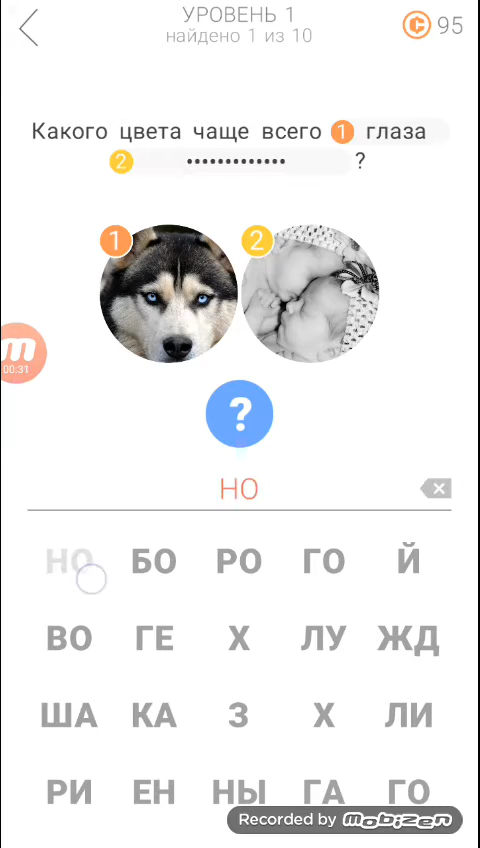 УРОВЕНЬ 1
найдено 1 из 10
95
Какого цвета чаще всего 1 глаза
2 ••••••••••••• ?
1 2
m
00:31
?
НО
НО БО РО ГО Й
ВО ГЕ Х ЛУ ЖД
ША КА З Х ЛИ
РИ ЕН НЫ ГА ГО
Recorded by mobizen